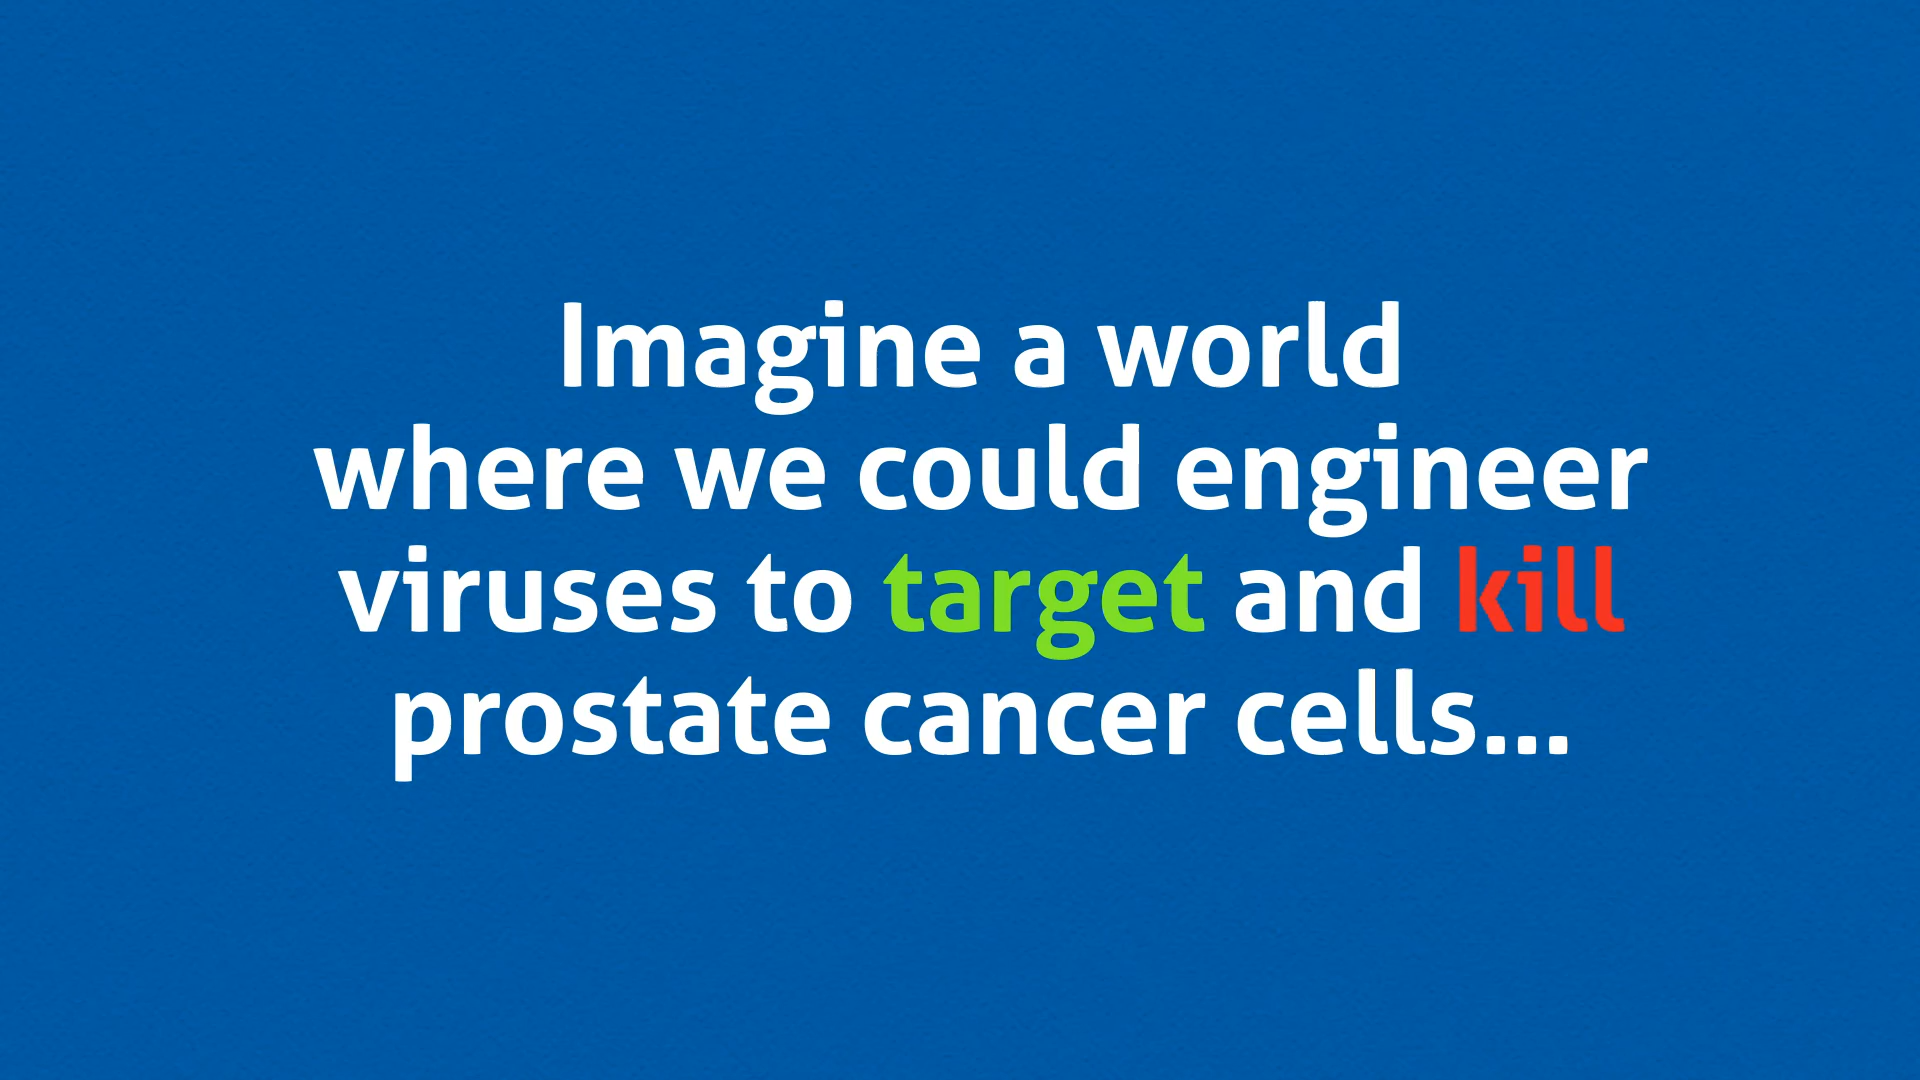 Imagine a world
where we could engineer
viruses to target and kill
prostate cancer cells...